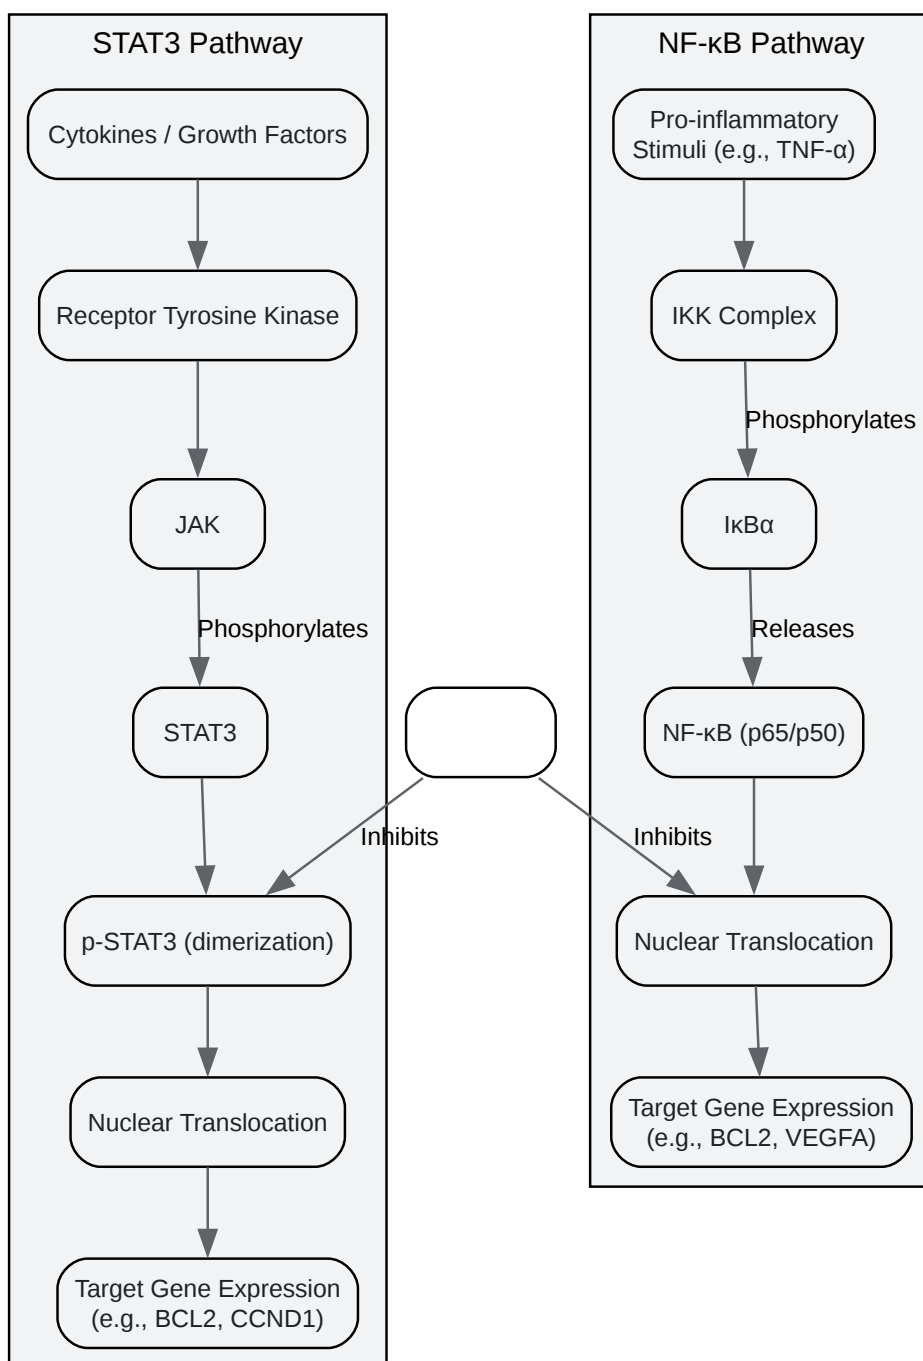 STAT3 Pathway
Cytokines / Growth Factors
Receptor Tyrosine Kinase
JAK
Phosphorylates
STAT3
Inhibits
p-STAT3 (dimerization)
Nuclear Translocation
Target Gene Expression
(e.g., BCL2, CCND1)
NF-κB Pathway
Pro-inflammatory
Stimuli (e.g., TNF-α)
IKK Complex
Phosphorylates
IκBα
Releases
NF-κB (p65/p50)
Inhibits
Nuclear Translocation
Target Gene Expression
(e.g., BCL2, VEGFA)